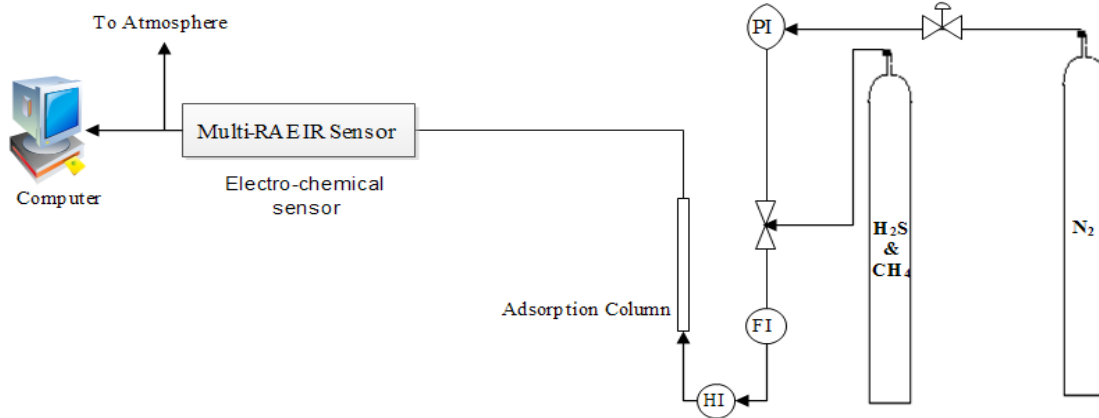 To Atmosphere
Multi-RAE IR Sensor
Electro-chemical
sensor
Computer
Adsorption Column
PI
FI
HI
H₂S
&
CH₄
N₂